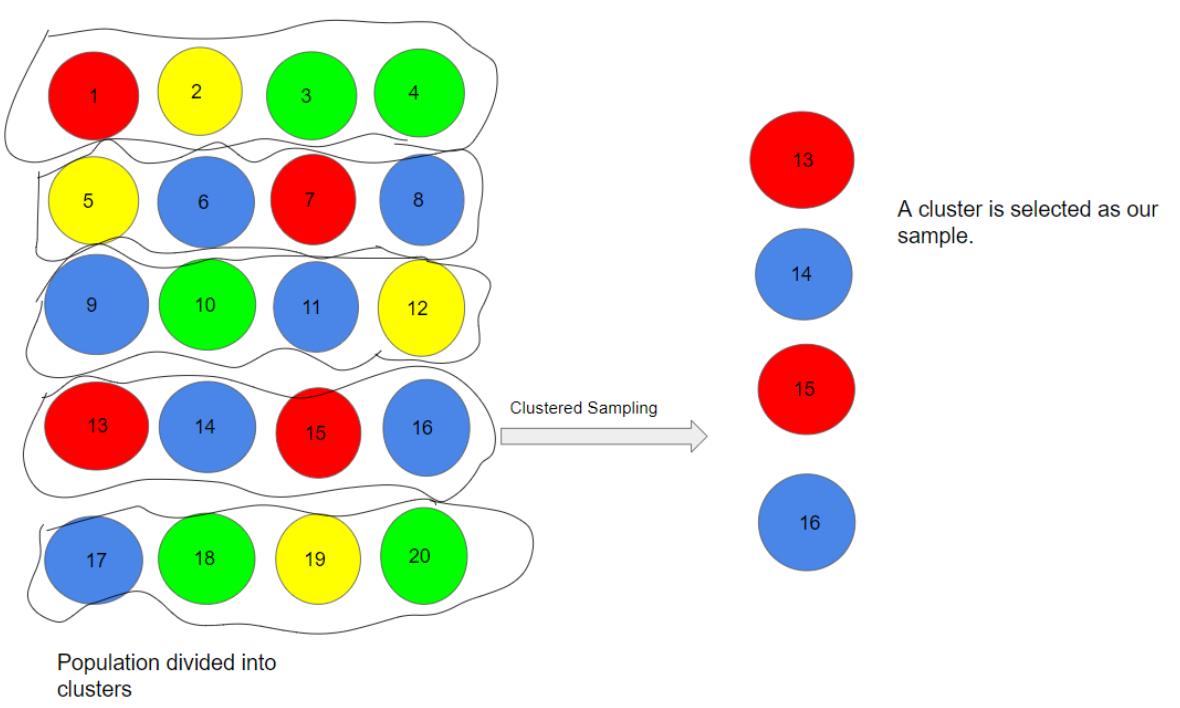 1 2 3 4
5 6 7 8
9 10 11 12
13 14 15 16
17 18 19 20
Population divided into
clusters
Clustered Sampling
13
14
15
16
A cluster is selected as our
sample.